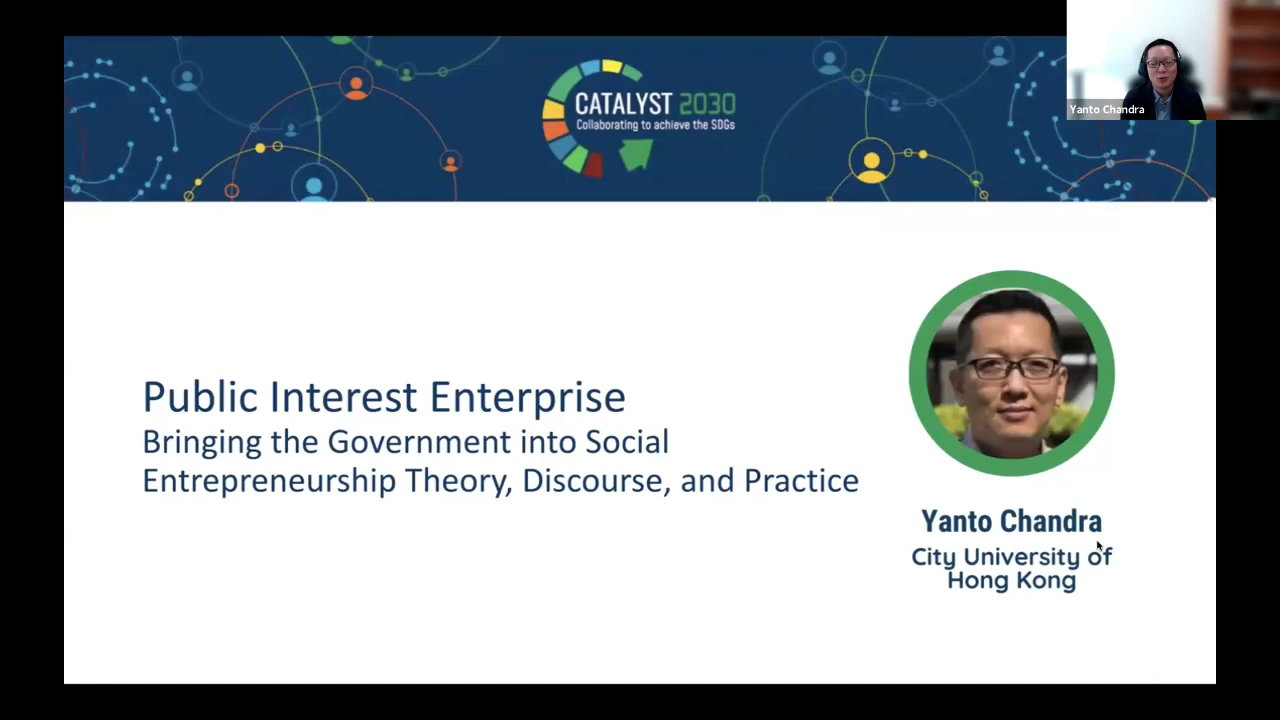 CATALYST 2030
Collaborating to achieve the SDGs
Yanto Chandra
Public Interest Enterprise
Bringing the Government into Social
Entrepreneurship Theory, Discourse, and Practice
Yanto Chandra
City University of
Hong Kong